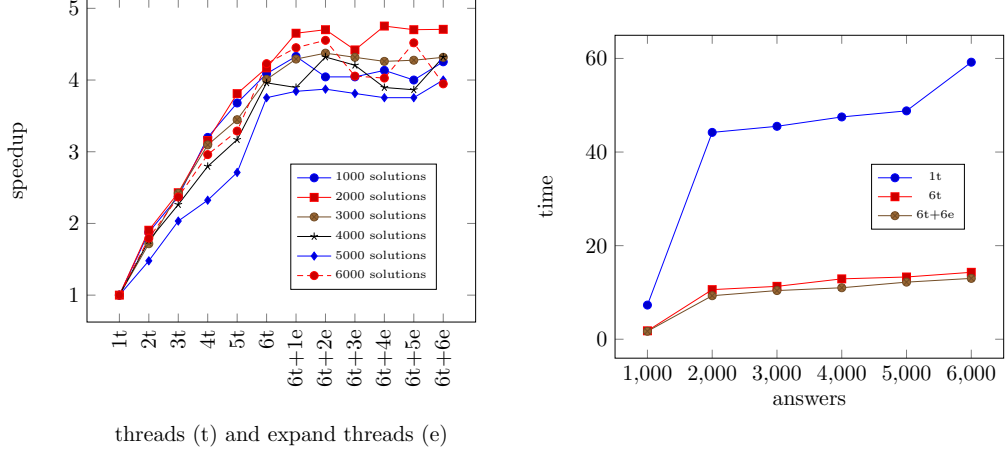 5
4
3
2
1
speedup
1000 solutions
2000 solutions
3000 solutions
4000 solutions
5000 solutions
6000 solutions
1t
2t
3t
4t
5t
6t
6t+1e
6t+2e
6t+3e
6t+4e
6t+5e
6t+6e
threads (t) and expand threads (e)
60
40
20
0
time
1t
6t
6t+6e
1,000 2,000 3,000 4,000 5,000 6,000
answers